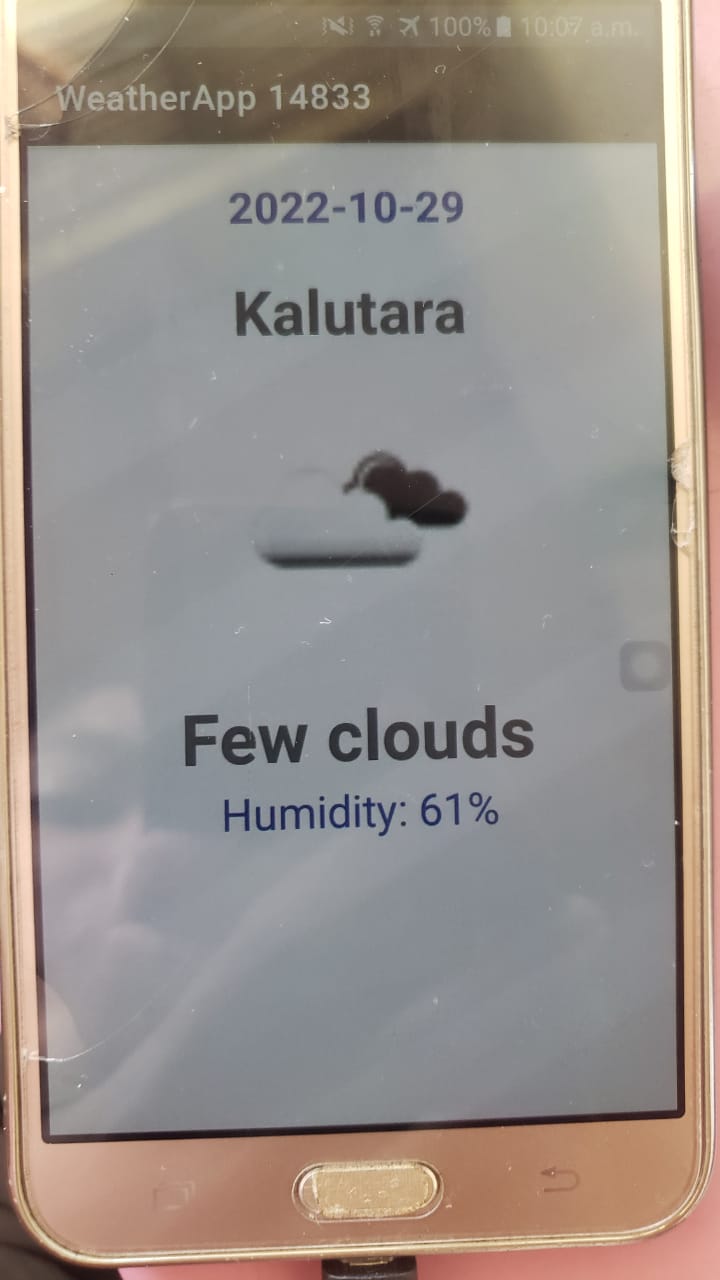 100% 10:07 a.m.
WeatherApp 14833
2022-10-29
Kalutara
Few clouds
Humidity: 61%